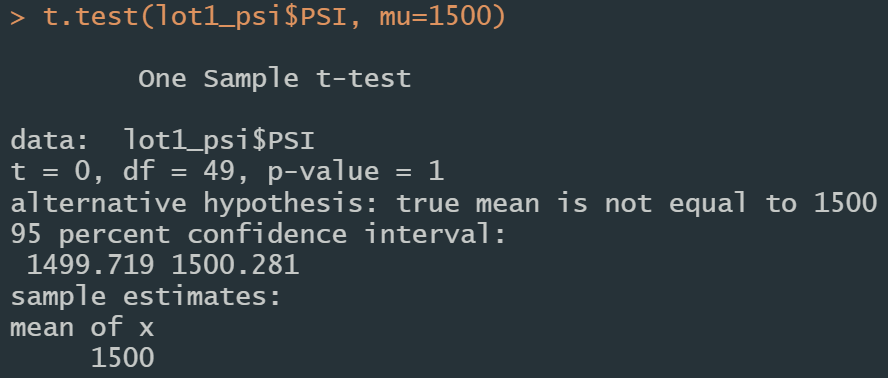 > t.test(lot1_psi$PSI, mu=1500)
One Sample t-test
data:  lot1_psi$PSI
t = 0, df = 49, p-value = 1
alternative hypothesis: true mean is not equal to 1500
95 percent confidence interval:
1499.719 1500.281
sample estimates:
mean of x
1500